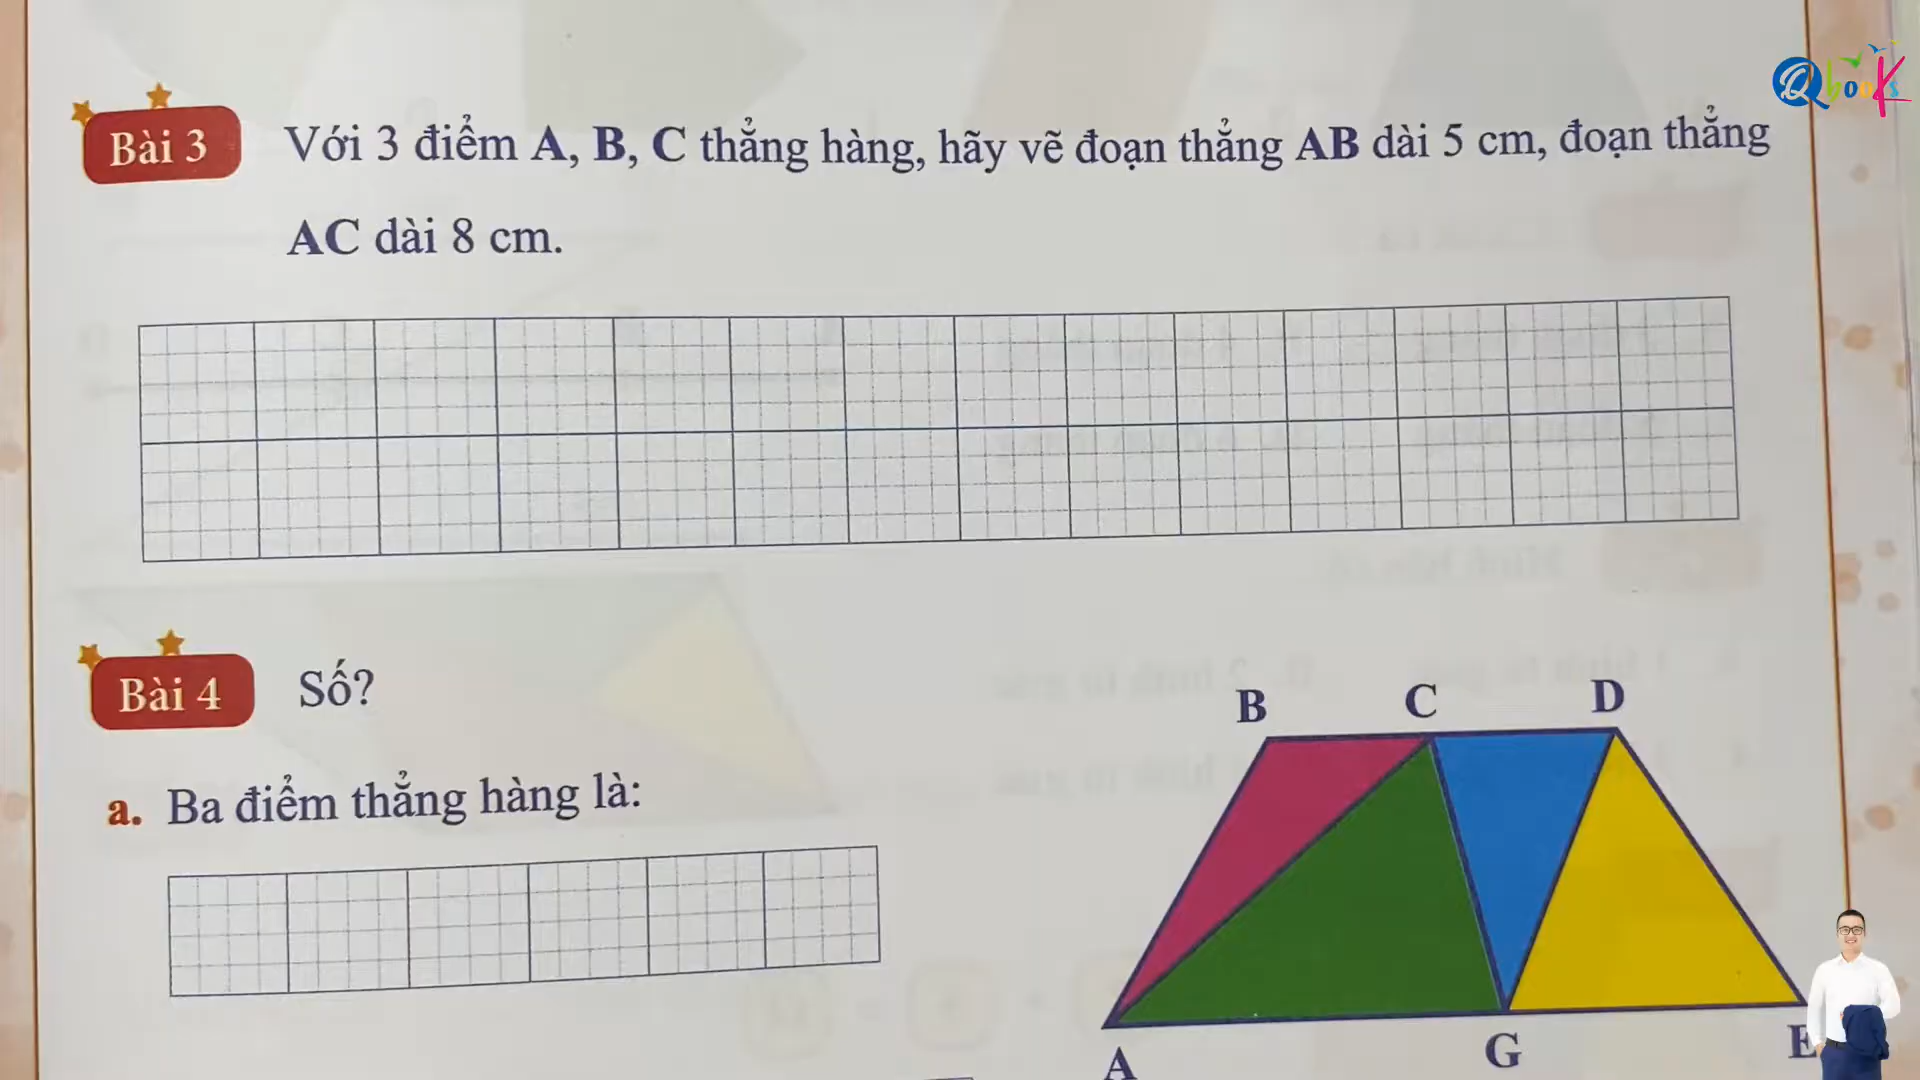 Qbooks
Bài 3 Với 3 điểm A, B, C thẳng hàng, hãy vẽ đoạn thẳng AB dài 5 cm, đoạn thẳng
AC dài 8 cm.
Bài 4 Số?
B C D
a. Ba điểm thẳng hàng là:
A G E